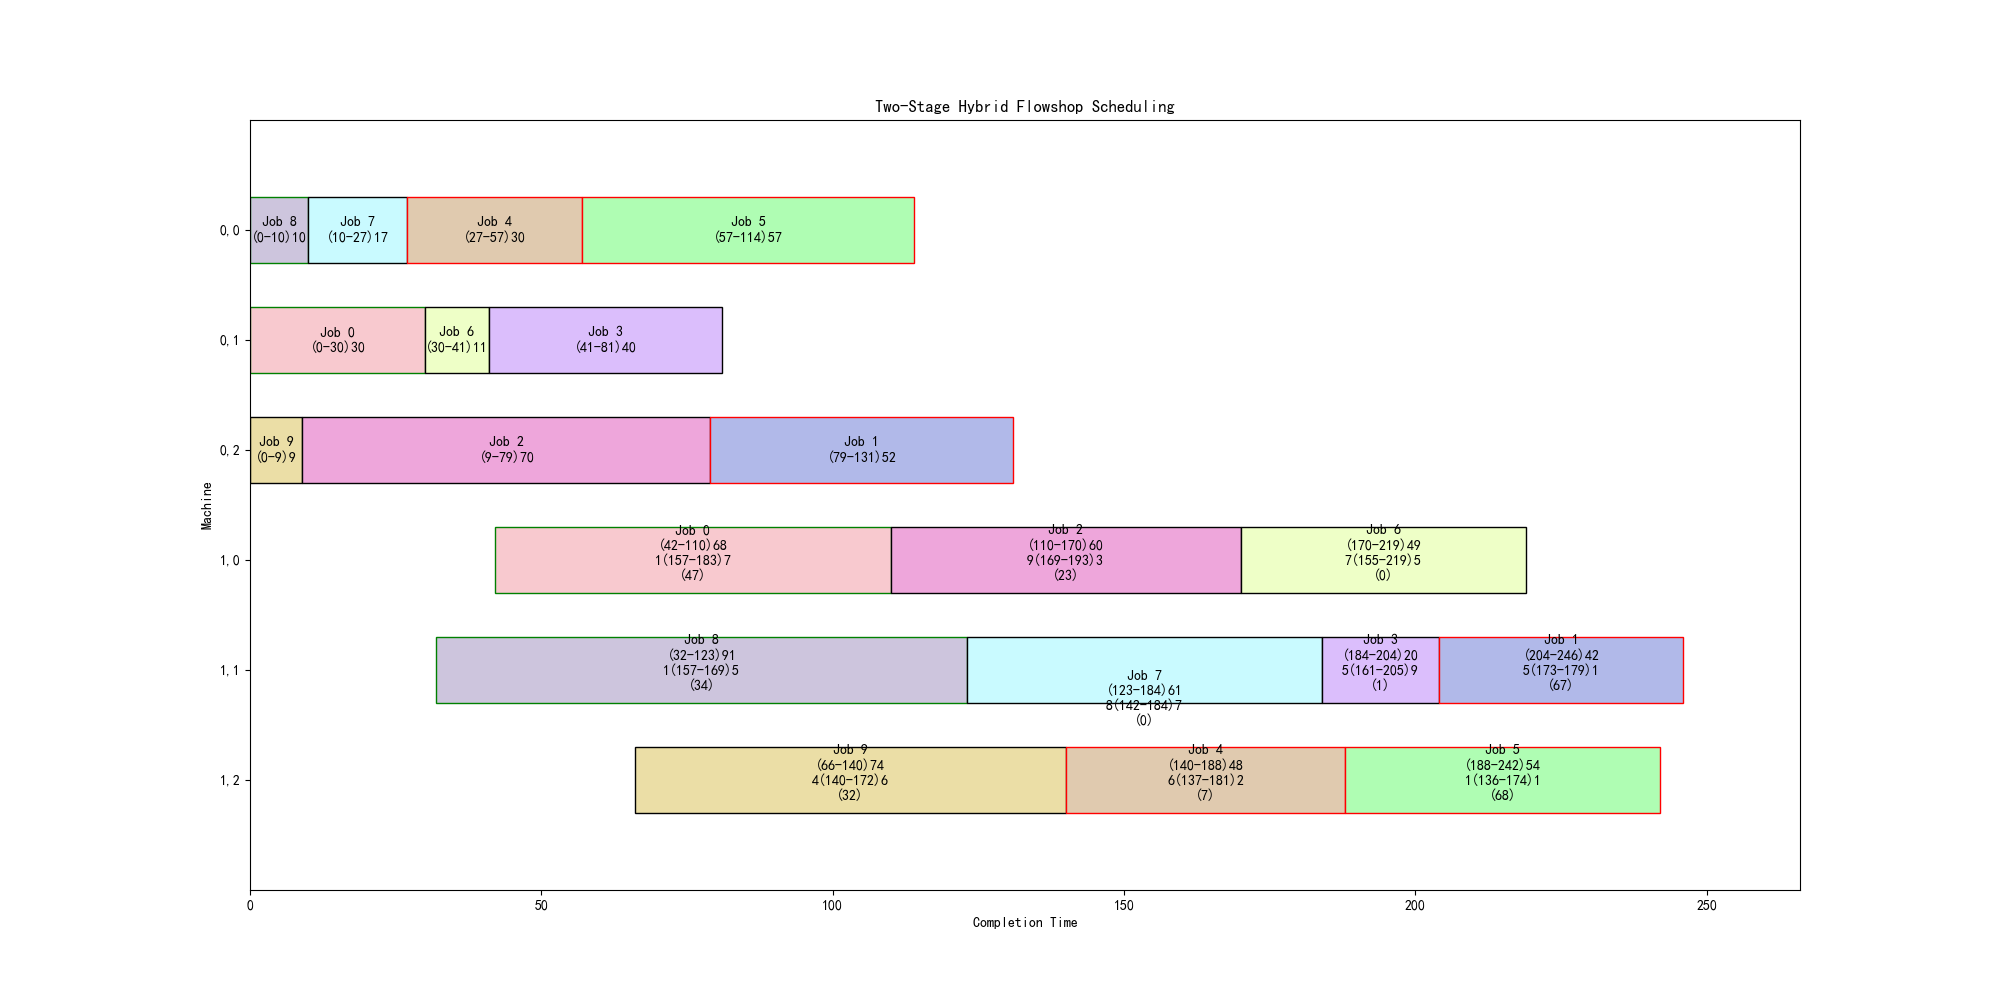 Two-Stage Hybrid Flowshop Scheduling
0,0
Job 8
(0-10)10
Job 7
(10-27)17
Job 4
(27-57)30
Job 5
(57-114)57
0,1
Job 0
(0-30)30
Job 6
(30-41)11
Job 3
(41-81)40
0,2
Job 9
(0-9)9
Job 2
(9-79)70
Job 1
(79-131)52
Machine
1,0
Job 0
(42-110)68
1(157-183)7
(47)
Job 2
(110-170)60
9(169-193)3
(23)
Job 6
(170-219)49
7(155-219)5
(0)
1,1
Job 8
(32-123)91
1(157-169)5
(34)
Job 7
(123-184)61
8(142-184)7
(0)
Job 3
(184-204)20
5(161-205)9
(1)
Job 1
(204-246)42
5(173-179)1
(67)
1,2
Job 9
(66-140)74
4(140-172)6
(32)
Job 4
(140-188)48
6(137-181)2
(7)
Job 5
(188-242)54
1(136-174)1
(68)
0
50
100
150
200
250
Completion Time